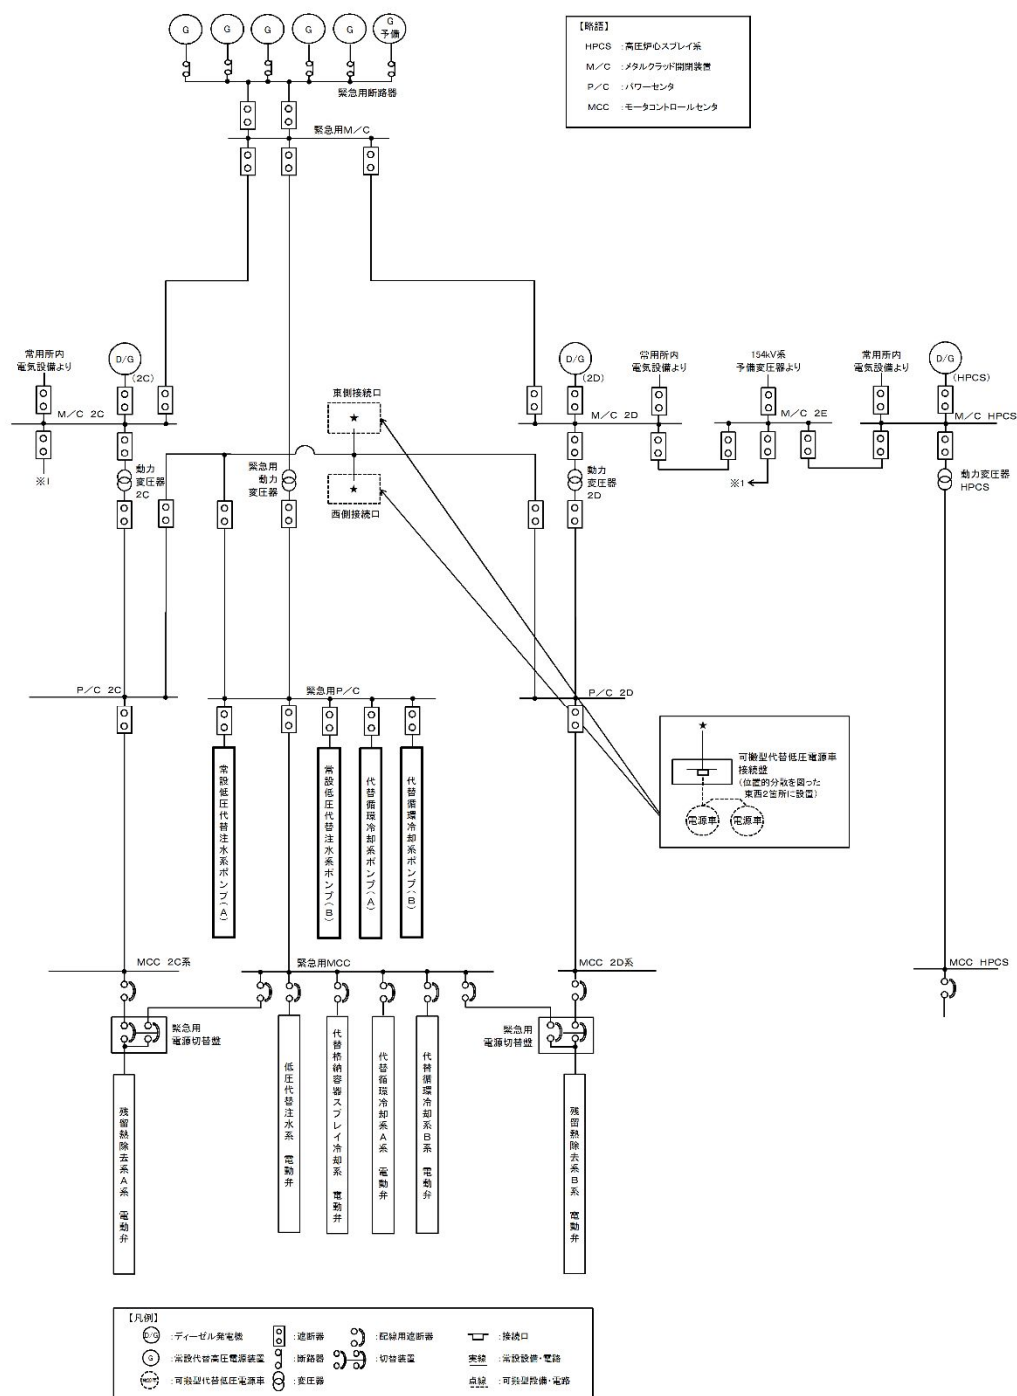 G
G
G
G
G
G
予備
緊急用断路器
緊急用M/C
【略語】
HPCS :高圧炉心スプレイ系
M/C :メタルクラッド開閉装置
P/C :パワーセンタ
MCC :モータコントロールセンタ
常用所内
電気設備より
D/G
(2C)
M/C 2C
※1
動力
変圧器
2C
緊急用
動力
変圧器
東側接続口
★
★
西側接続口
D/G
(2D)
M/C 2D
動力
変圧器
2D
常用所内
電気設備より
154kV系
予備変圧器より
M/C 2E
※1
常用所内
電気設備より
D/G
(HPCS)
M/C HPCS
動力変圧器
HPCS
P/C 2C
緊急用P/C
P/C 2D
常設低圧代替注水系ポンプ(A)
常設低圧代替注水系ポンプ(B)
代替循環冷却系ポンプ(A)
代替循環冷却系ポンプ(B)
★
可搬型代替低圧電源車
接続盤
(位置的分散を図った
東西2箇所に設置)
電源車
電源車
MCC 2C系
緊急用MCC
MCC 2D系
MCC HPCS
緊急用
電源切替盤
緊急用
電源切替盤
残留熱除去系A系 電動弁
低圧代替注水系 電動弁
代替格納容器スプレイ冷却系 電動弁
代替循環冷却系A系 電動弁
代替循環冷却系B系 電動弁
残留熱除去系B系 電動弁
【凡例】
D/G :ディーゼル発電機 :遮断器 :配線用遮断器 :接続口
G :常設代替高圧電源装置 :断路器 :切替装置 実線 :常設設備・電路
:可搬型代替低圧電源車 :変圧器 点線 :可搬型設備・電路